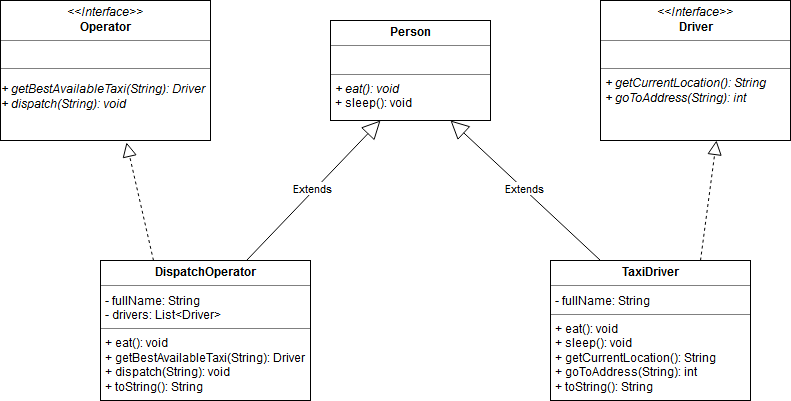 <<Interface>>
Operator
+ getBestAvailableTaxi(String): Driver
+ dispatch(String): void
Person
+ eat(): void
+ sleep(): void
<<Interface>>
Driver
+ getCurrentLocation(): String
+ goToAddress(String): int
Extends
Extends
DispatchOperator
- fullName: String
- drivers: List<Driver>
+ eat(): void
+ getBestAvailableTaxi(String): Driver
+ dispatch(String): void
+ toString(): String
TaxiDriver
- fullName: String
+ eat(): void
+ sleep(): void
+ getCurrentLocation(): String
+ goToAddress(String): int
+ toString(): String